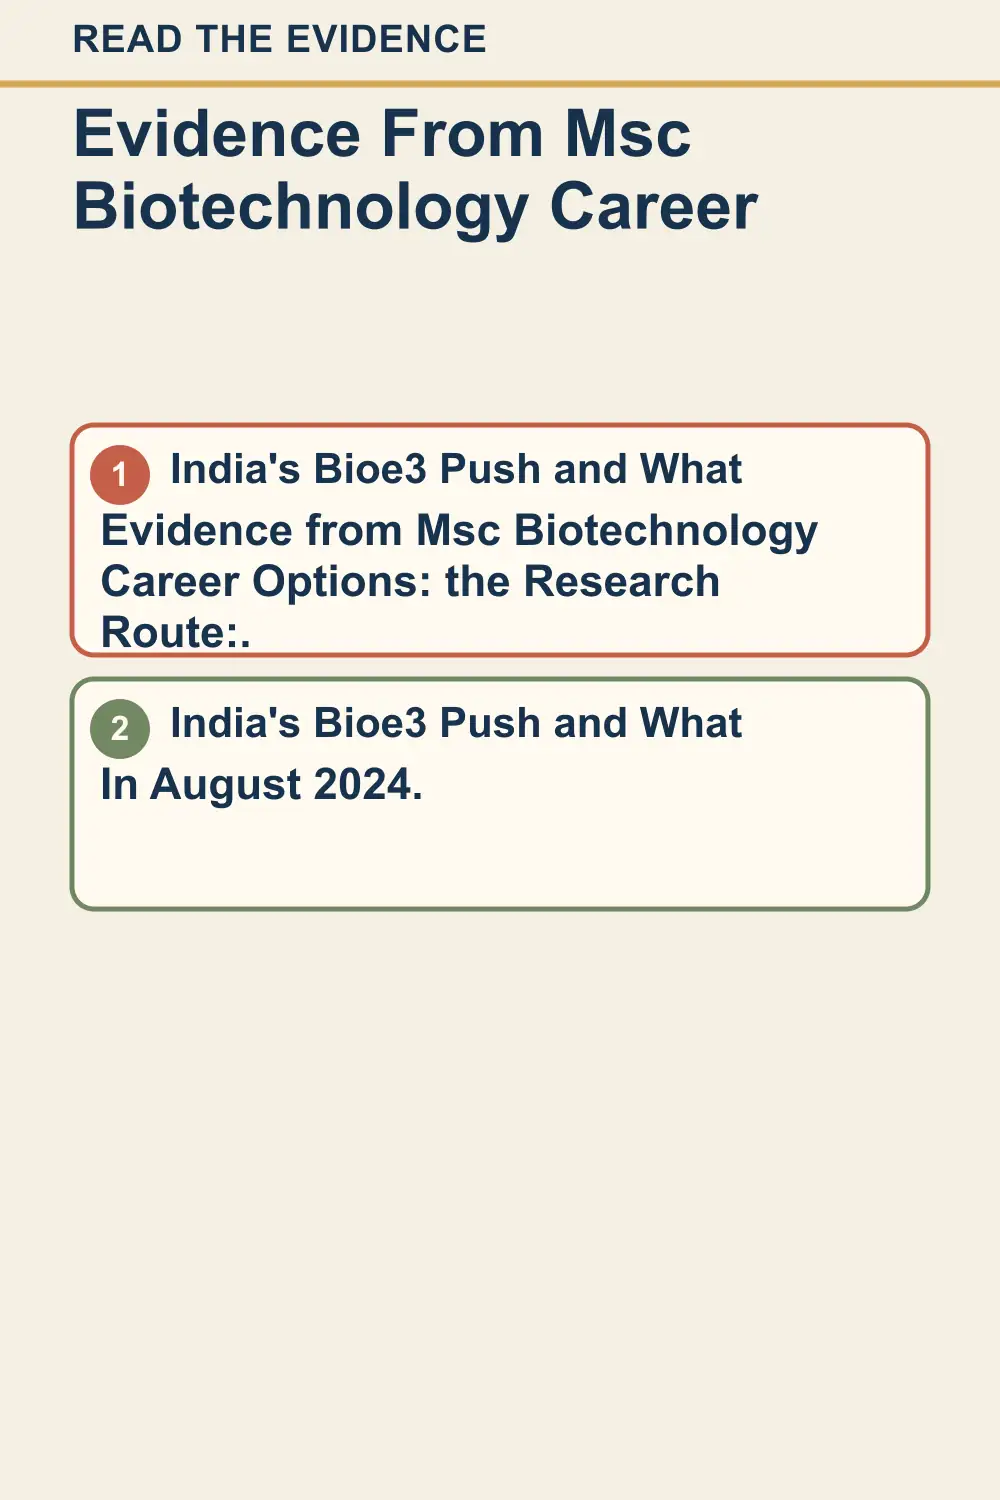 READ THE EVIDENCE
Evidence From Msc
Biotechnology Career
1 India's Bioe3 Push and What
Evidence from Msc Biotechnology
Career Options: the Research
Route:.
2 India's Bioe3 Push and What
In August 2024.